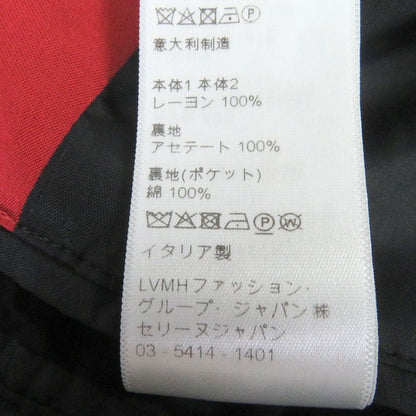 意大利制造
本体1 本体2
レーヨン 100%
裏地
アセテート 100%
裏地(ポケット)
綿 100%
イタリア製
LVMHファッション・
グループ・ジャパン㈱
セリーヌジャパン
03-5414-1401